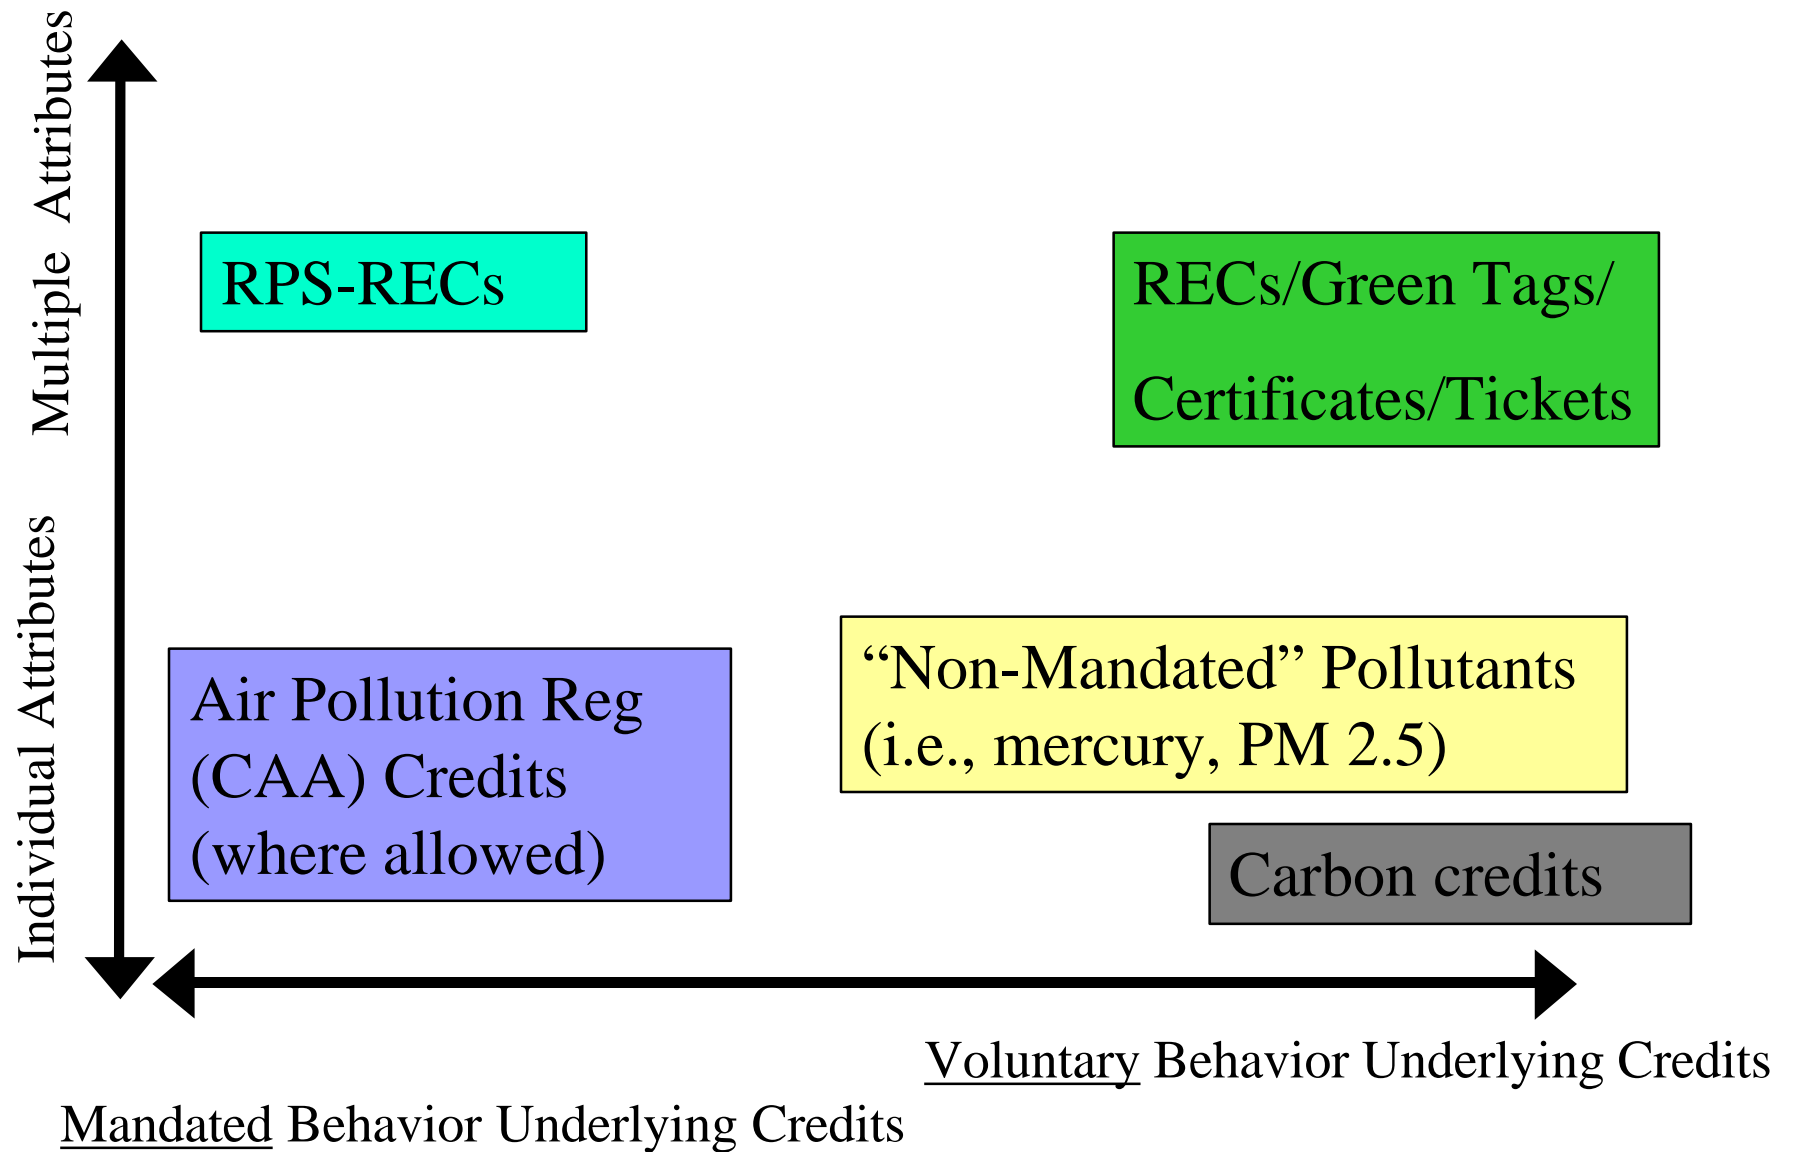 Multiple Attributes
Individual Attributes
RPS-RECs
RECs/Green Tags/
Certificates/Tickets
Air Pollution Reg
(CAA) Credits
(where allowed)
“Non-Mandated” Pollutants
(i.e., mercury, PM 2.5)
Carbon credits
Voluntary Behavior Underlying Credits
Mandated Behavior Underlying Credits